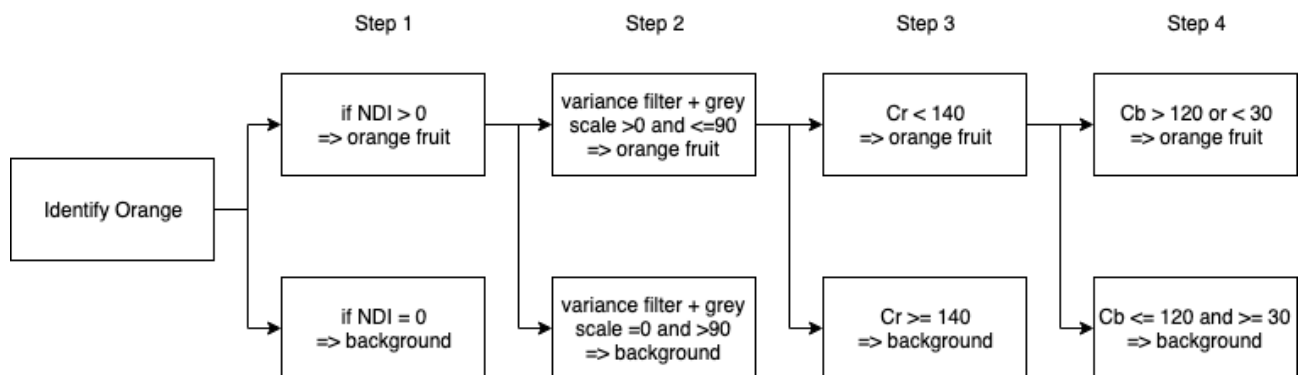 Step 1
Step 2
Step 3
Step 4
Identify Orange
if NDI > 0
=> orange fruit
variance filter + grey
scale >0 and <=90
=> orange fruit
Cr < 140
=> orange fruit
Cb > 120 or < 30
=> orange fruit
if NDI = 0
=> background
variance filter + grey
scale =0 and >90
=> background
Cr >= 140
=> background
Cb <= 120 and >= 30
=> background